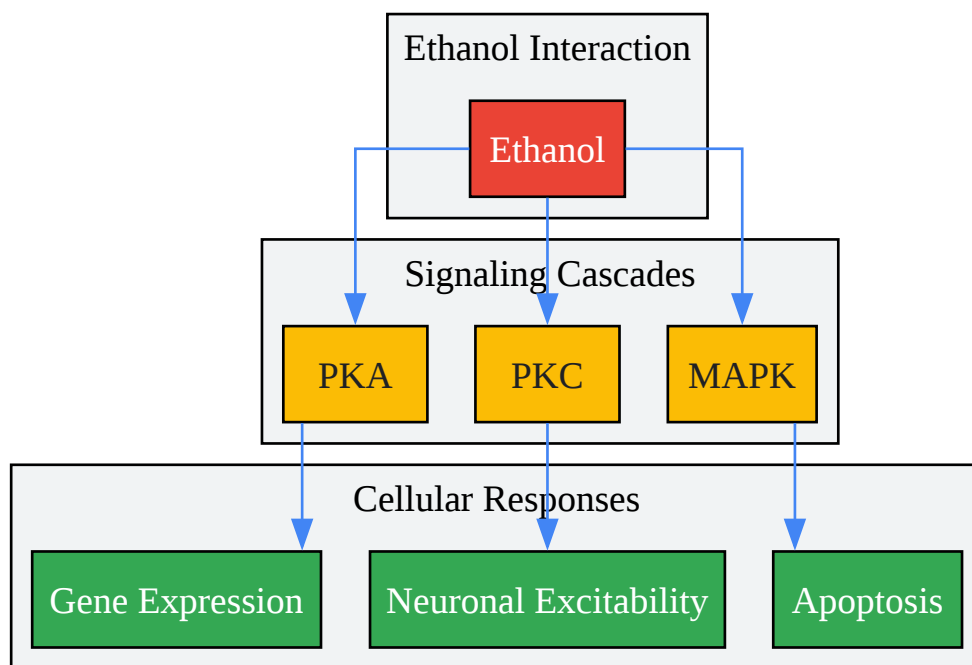 Ethanol Interaction
Ethanol
Signaling Cascades
PKA
PKC
MAPK
Cellular Responses
Gene Expression
Neuronal Excitability
Apoptosis